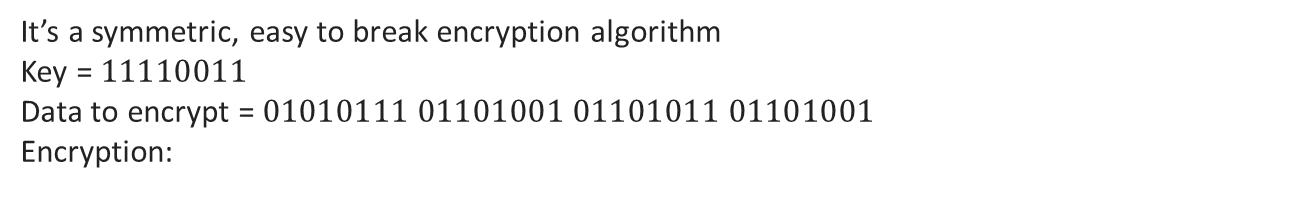 It’s a symmetric, easy to break encryption algorithm
Key = 11110011
Data to encrypt = 01010111 01101001 01101011 01101001
Encryption: